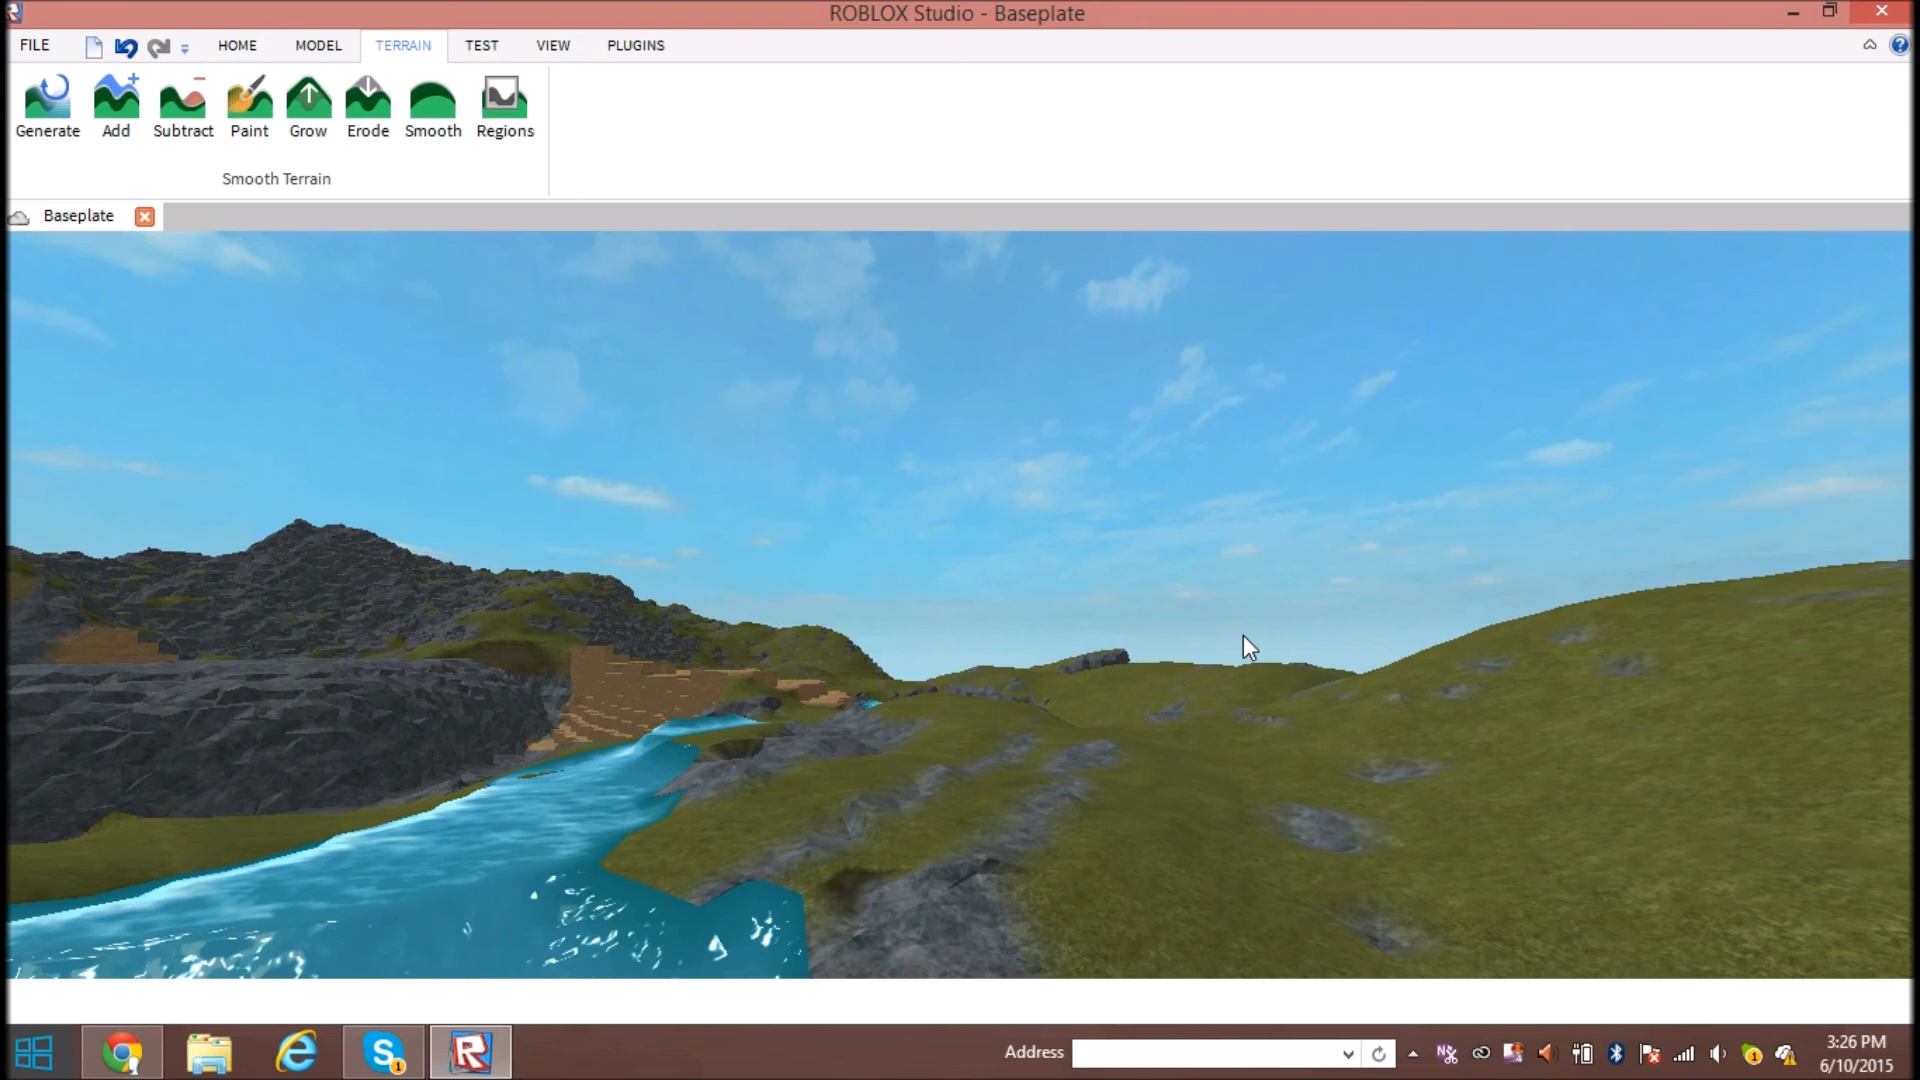 ROBLOX Studio - Baseplate
FILE HOME MODEL TERRAIN TEST VIEW PLUGINS
Generate Add Subtract Paint Grow Erode Smooth Regions
Smooth Terrain
Baseplate
Address
3:26 PM
6/10/2015